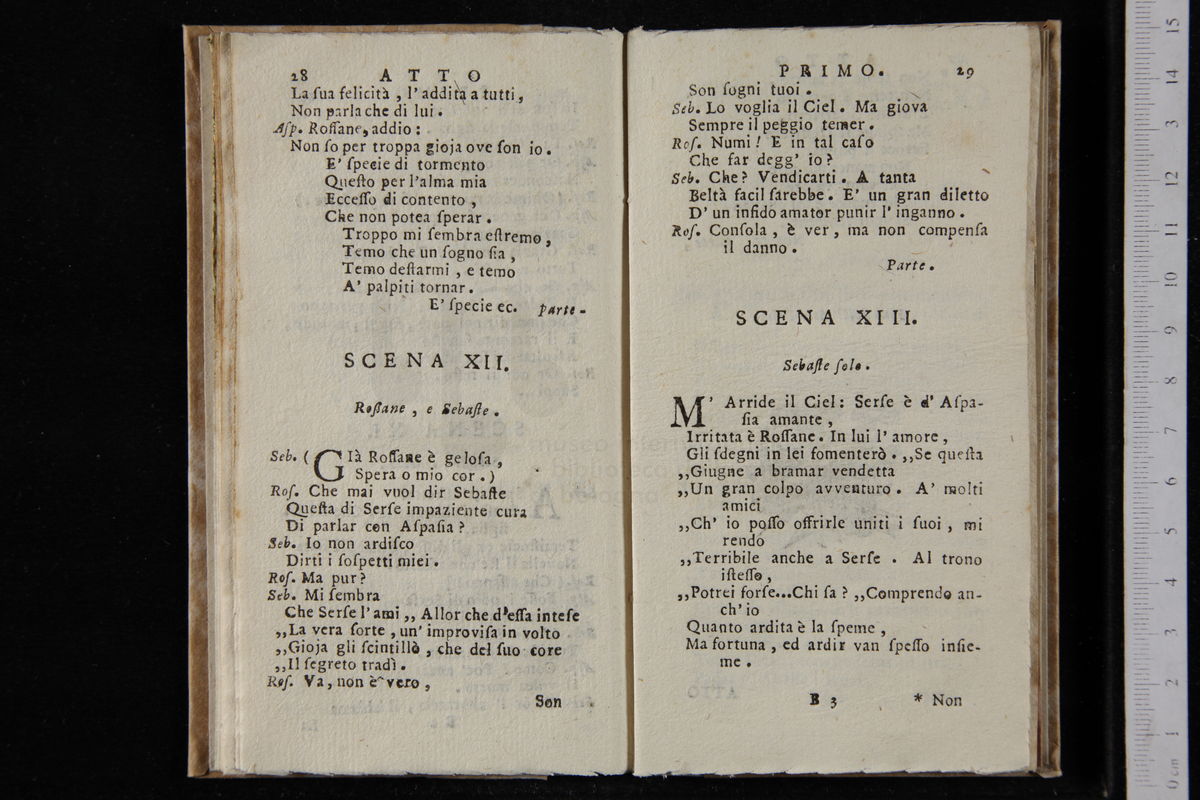 28 ATTO
La ſua felicità , l'addita a tutti,
Non parla che di lui.
Aſp. Roſſane, addio :
Non ſo per troppa gioja ove ſon io.
E' ſpecie di tormento
Queſto per l'alma mia
Ecceſſo di contento ,
Che non potea ſperar .
Troppo mi ſembra eſtremo,
Temo che un ſogno ſia ,
Temo deſtarmi , e temo
A' palpiti tornar .
E' ſpecie ec. parte.
SCENA XII.
Roſſane , e Sebaſte .
Seb. ( GIà Roſſane è geloſa ,
Spera o mio cor .)
Roſ. Che mai vuol dir Sebaſte
Queſta di Serſe impaziente cura
Di parlar con Aſpaſia ?
Seb. Io non ardiſco
Dirti i ſoſpetti miei .
Roſ. Ma pur ?
Seb. Mi ſembra
Che Serſe l'ami ,, Allor che d'eſſa inteſe
,,La vera ſorte , un' improviſa in volto
,,Gioja gli ſcintillò , che del ſuo core
,,Il ſegreto tradì .
Roſ. Va, non è vero ,
Son
PRIMO. 29
Son ſogni tuoi .
Seb. Lo voglia il Ciel . Ma giova
Sempre il peggio temer .
Roſ. Numi ! E in tal caſo
Che far degg' io ?
Seb. Che ? Vendicarti . A tanta
Beltà facil ſarebbe . E' un gran diletto
D' un infido amator punir l' inganno .
Roſ. Conſola , è ver , ma non compenſa
il danno .
Parte .
SCENA XIII.
Sebaſte ſolo .
M' Arride il Ciel : Serſe è d' Aſpa-
ſia amante ,
Irritata è Roſſane . In lui l' amore ,
Gli ſdegni in lei fomenterò . ,,Se queſta
,,Giugne a bramar vendetta
,,Un gran colpo avventuro . A' molti
amici
,,Ch' io poſſo offrirle uniti i ſuoi , mi
rendo
,,Terribile anche a Serſe . Al trono
iſteſſo ,
,,Potrei forſe...Chi ſa ? ,,Comprendo an-
ch' io
Quanto ardita è la ſpeme ,
Ma fortuna , ed ardir van ſpeſſo inſie-
me .
B 3 * Non